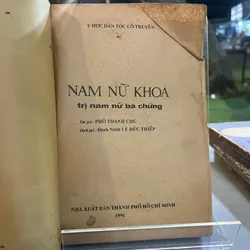 Y HỌC DÂN TỘC CỔ TRUYỀN
NAM NỮ KHOA
trị nam nữ bá chứng
Tác giả : PHÓ THANH CHỦ
Dịch giả : Đinh Ninh LÊ ĐỨC THIẾP
NHÀ XUẤT BẢN THÀNH PHỐ HỒ CHÍ MINH
1991